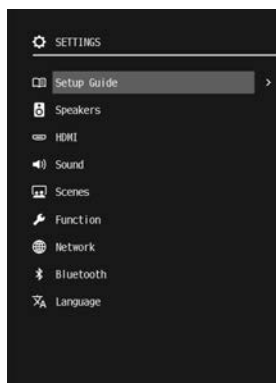 SETTINGS
Setup Guide
Speakers
HDMI
Sound
Scenes
Function
Network
Bluetooth
Language